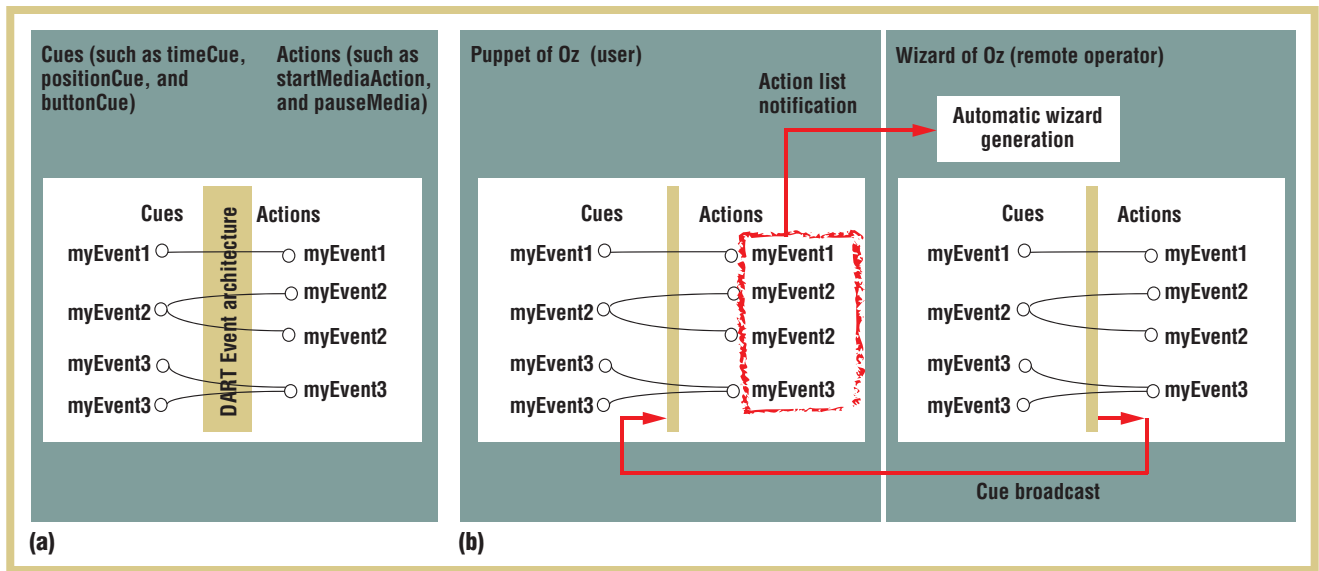 Cues (such as timeCue,
positionCue, and
buttonCue)
Actions (such as
startMediaAction,
and pauseMedia)
Cues
Actions
DART Event architecture
myEvent1
myEvent1
myEvent2
myEvent2
myEvent2
myEvent3
myEvent3
myEvent3
(a)
Puppet of Oz (user)
Action list
notification
Cues
Actions
myEvent1
myEvent1
myEvent2
myEvent2
myEvent2
myEvent3
myEvent3
myEvent3
Wizard of Oz (remote operator)
Automatic wizard
generation
Cues
Actions
myEvent1
myEvent1
myEvent2
myEvent2
myEvent2
myEvent3
myEvent3
myEvent3
Cue broadcast
(b)